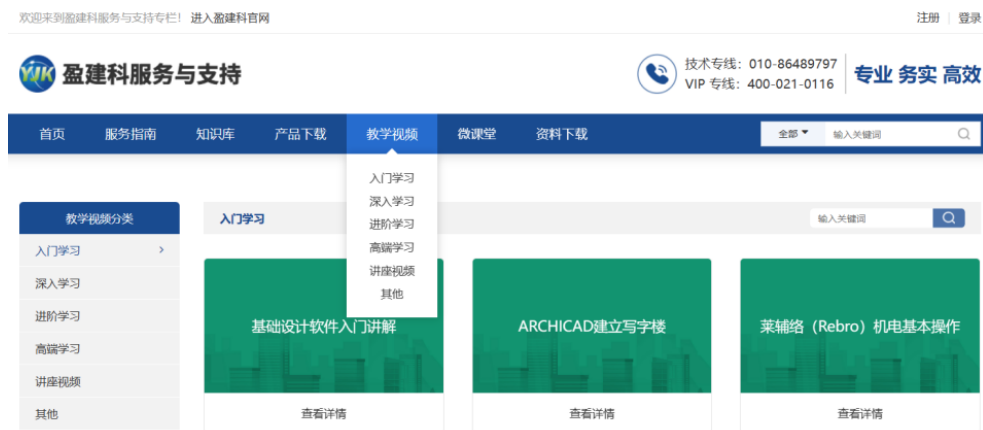 欢迎来到盈建科服务与支持专栏！ 进入盈建科官网
注册 | 登录
YJK 盈建科服务与支持
技术专线：010-86489797
VIP 专线：400-021-0116
专业 务实 高效
首页 服务指南 知识库 产品下载 教学视频 微课堂 资料下载 全部 输入关键词
入门学习
深入学习
进阶学习
高端学习
讲座视频
其他
教学视频分类
入门学习
深入学习
进阶学习
高端学习
讲座视频
其他
入门学习 输入关键词
基础设计软件入门讲解
查看详情
ARCHICAD建立写字楼
查看详情
莱辅络（Rebro）机电基本操作
查看详情